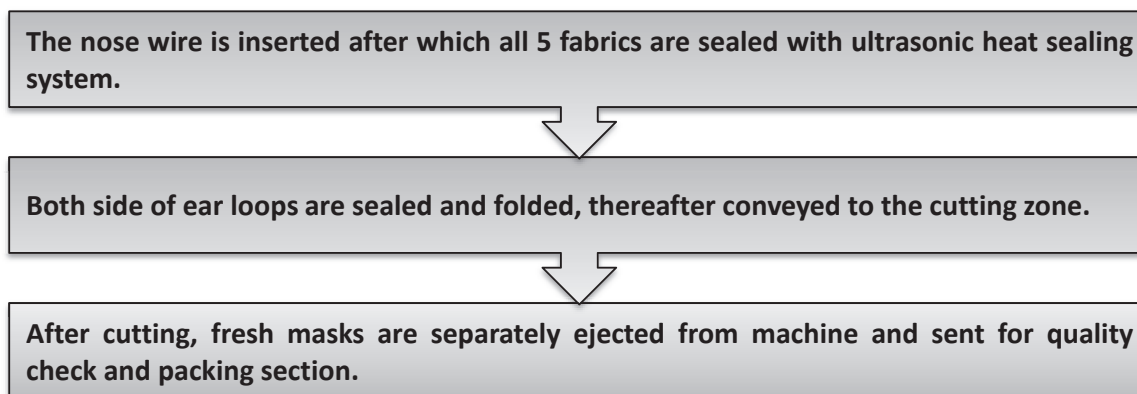 The nose wire is inserted after which all 5 fabrics are sealed with ultrasonic heat sealing
system.
Both side of ear loops are sealed and folded, thereafter conveyed to the cutting zone.
After cutting, fresh masks are separately ejected from machine and sent for quality
check and packing section.